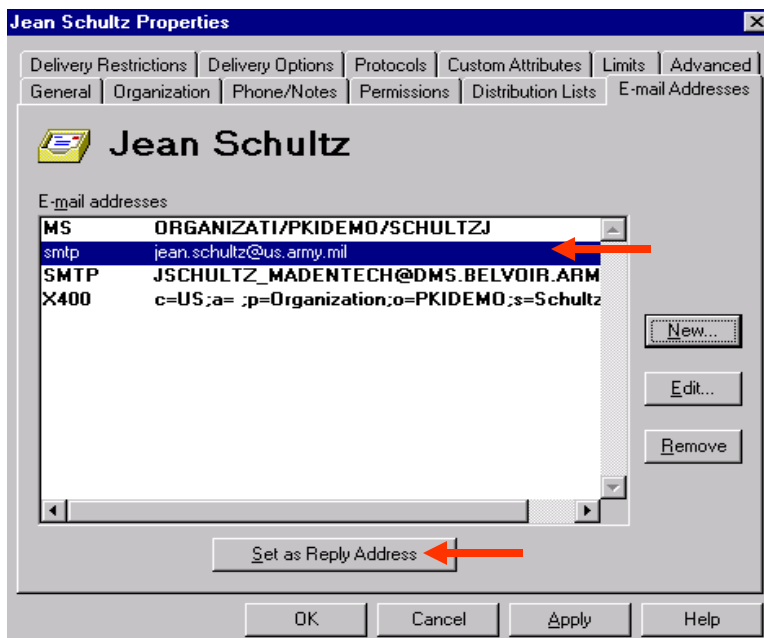 Jean Schultz Properties
Delivery Restrictions Delivery Options Protocols Custom Attributes Limits Advanced
General Organization Phone/Notes Permissions Distribution Lists E-mail Addresses
Jean Schultz
E-mail addresses
MS ORGANIZATI/PKIDEMO/SCHULTZJ
smtp jean.schultz@us.army.mil
SMTP JSCHULTZ_MADENTECH@DMS.BELVOIR.ARM
X400 c=US;a= ;p=Organization;o=PKIDEMO;s=Schultz
New...
Edit...
Remove
Set as Reply Address
OK Cancel Apply Help